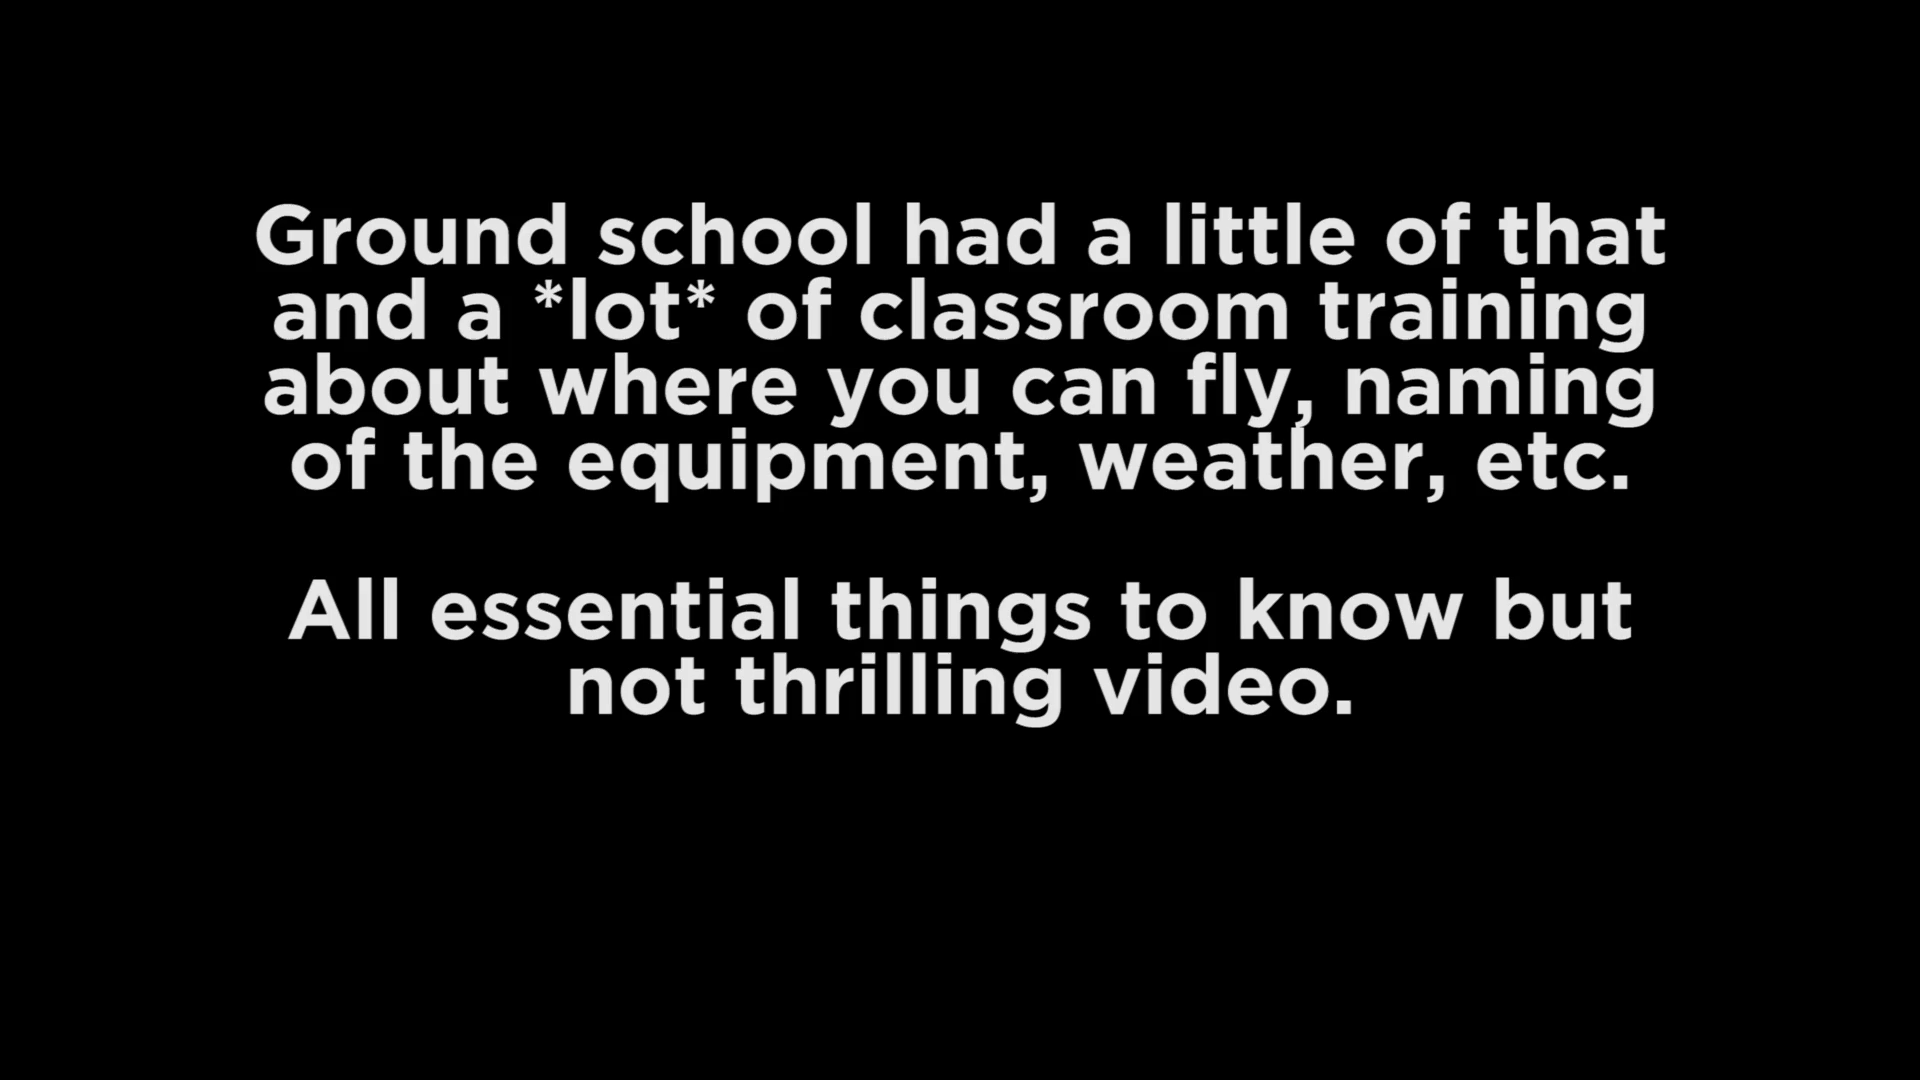 Ground school had a little of that
and a *lot* of classroom training
about where you can fly, naming
of the equipment, weather, etc.
All essential things to know but
not thrilling video.